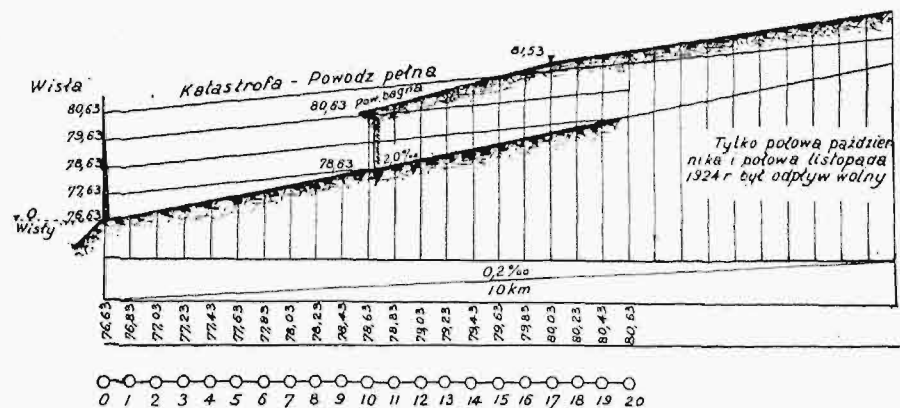 81,53
Wisła
Katastrofa - Powodz pełna
80,63
80,63 pow. bagna
79,63
78,63
78,63
2,0‰
77,63
76,63
0
Wisły
Tylko połowa paździer
nika i połowa listopada
1924 r był odpływ wolny
0,2‰
10 km
76,63 76,83 77,03 77,23 77,43 77,63 77,83 78,03 78,23 78,43 78,63 78,83 79,03 79,23 79,43 79,63 79,83 80,03 80,23 80,43 80,63
0 1 2 3 4 5 6 7 8 9 10 11 12 13 14 15 16 17 18 19 20